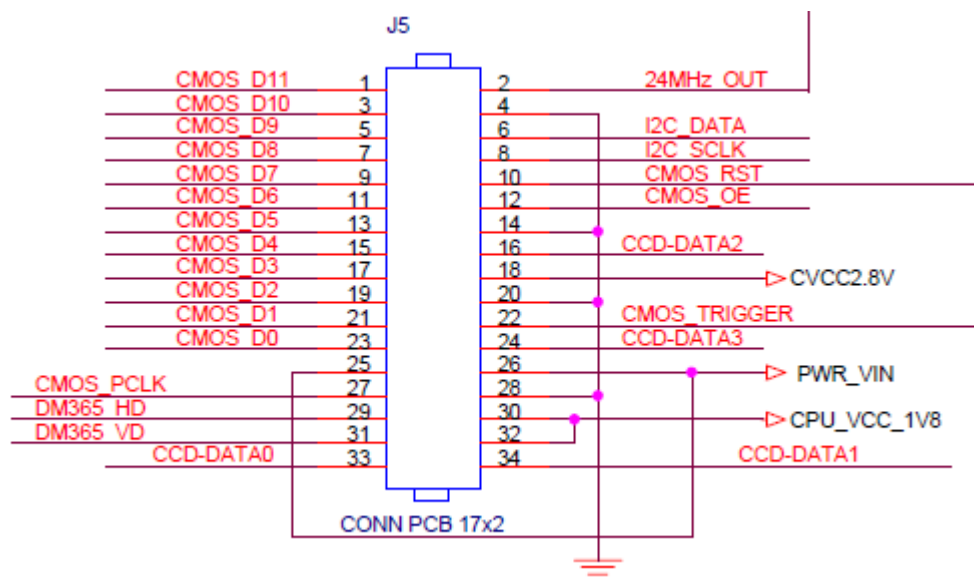 J5
CMOS_D11 1 2 24MHz_OUT
CMOS_D10 3 4
CMOS_D9 5 6 I2C_DATA
CMOS_D8 7 8 I2C_SCLK
CMOS_D7 9 10 CMOS_RST
CMOS_D6 11 12 CMOS_OE
CMOS_D5 13 14
CMOS_D4 15 16 CCD-DATA2
CMOS_D3 17 18 CVCC2.8V
CMOS_D2 19 20
CMOS_D1 21 22 CMOS_TRIGGER
CMOS_D0 23 24 CCD-DATA3
25 26 PWR_VIN
CMOS_PCLK 27 28
DM365_HD 29 30 CPU_VCC_1V8
DM365_VD 31 32
CCD-DATA0 33 34 CCD-DATA1
CONN PCB 17x2